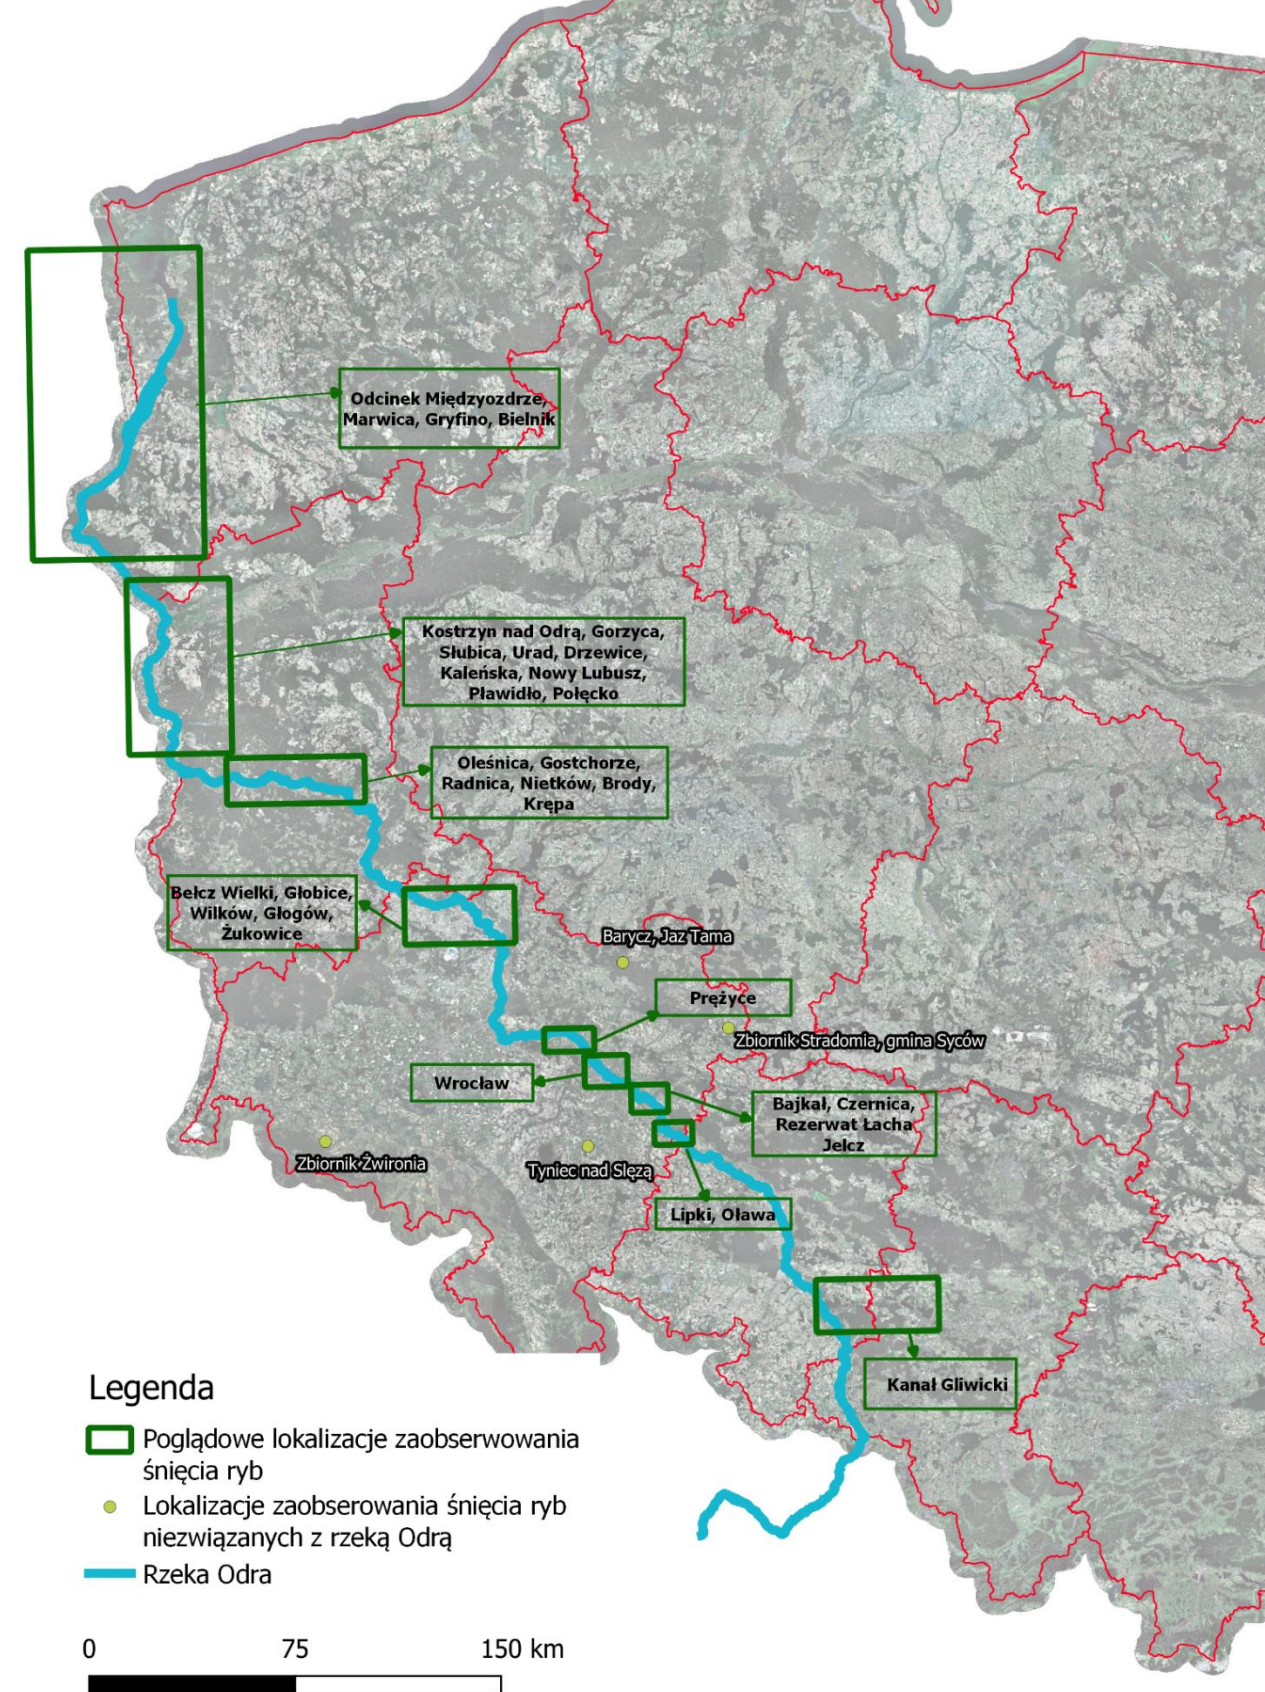 Odcinek Międzyozdrze,
Marwica, Gryfino, Bielnik
Kostrzyn nad Odrą, Gorzyca,
Słubica, Urad, Drzewice,
Kaleńska, Nowy Lubusz,
Pławidło, Połęcko
Oleśnica, Gostchorze,
Radnica, Nietków, Brody,
Krępa
Bełcz Wielki, Głobice,
Wilków, Głogów,
Żukowice
Barycz, Jaz Tama
Prężyce
Zbiornik Stradomia, gmina Syców
Wrocław
Bajkał, Czernica,
Rezerwat Łacha
Jelcz
Zbiornik Żwironia
Tyniec nad Slęzą
Lipki, Oława
Kanał Gliwicki
Legenda
Poglądowe lokalizacje zaobserwowania
śnięcia ryb
Lokalizacje zaobserowania śnięcia ryb
niezwiązanych z rzeką Odrą
Rzeka Odra
0 75 150 km